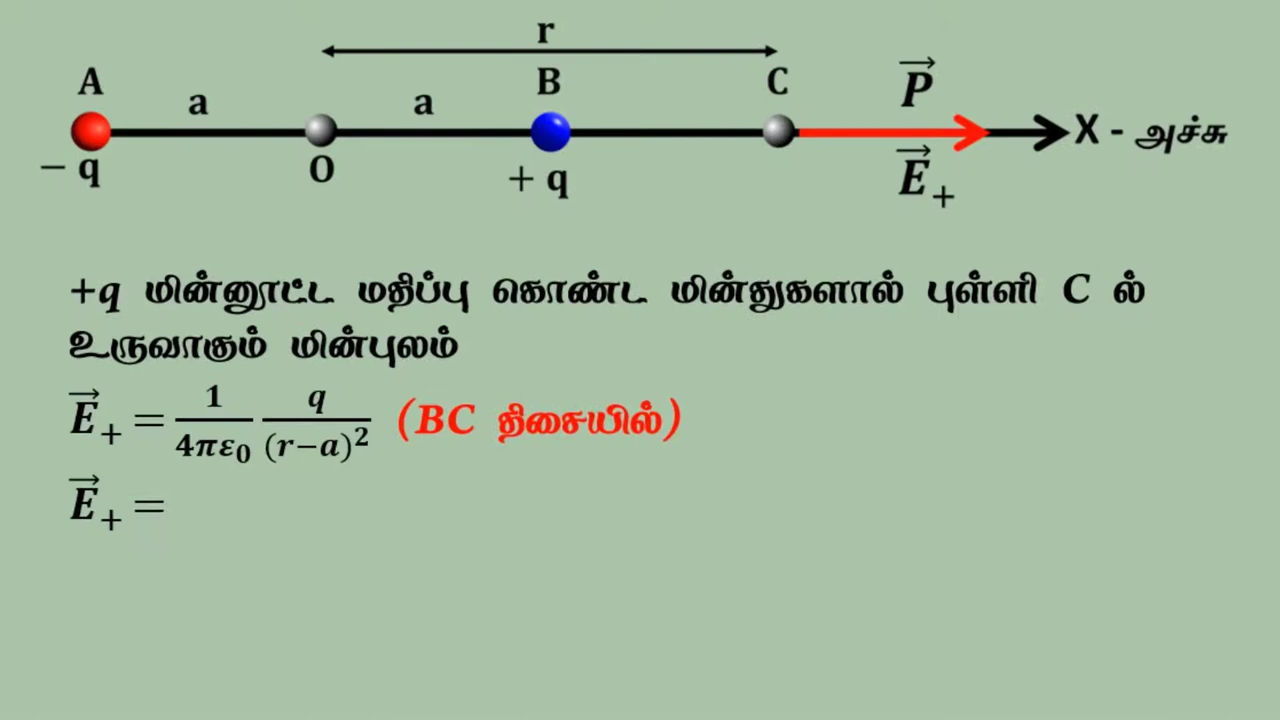 r
A a a B C P⃗
X - அச்சு
– q O + q E⃗₊
+q மின்னூட்ட மதிப்பு கொண்ட மின்துகளால் புள்ளி C ல்
உருவாகும் மின்புலம்
E⃗₊ = 1/4πε₀ q/(r−a)² (BC திசையில்)
E⃗₊ =